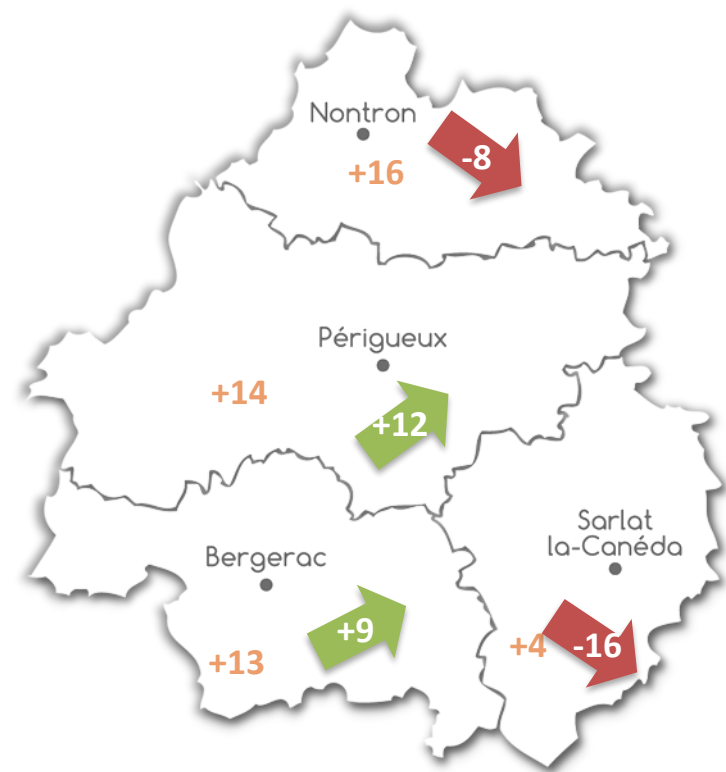 Nontron
-8
+16
Périgueux
+14
+12
Sarlat
la-Canéda
Bergerac
+9
+13
+4
-16